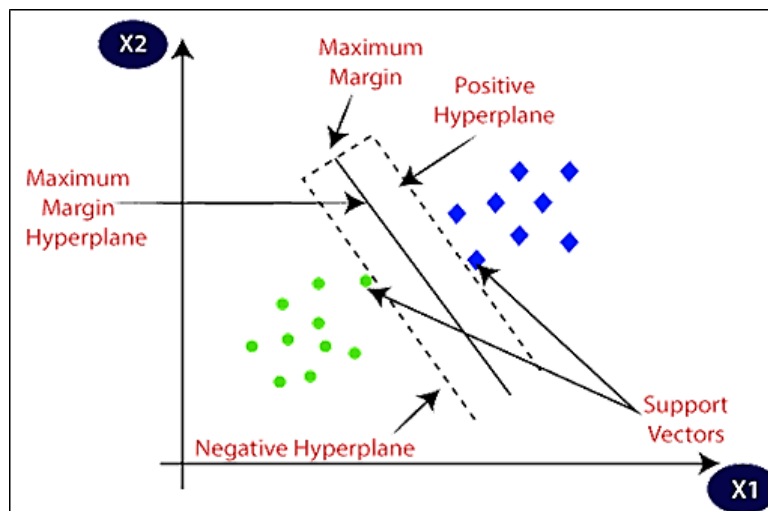 X2
Maximum
Margin
Positive
Hyperplane
Maximum
Margin
Hyperplane
Support
Vectors
Negative Hyperplane
X1